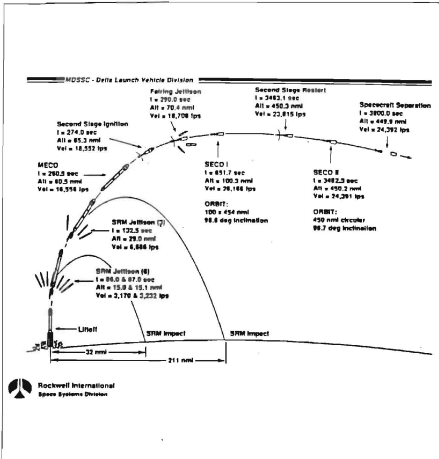 MDSSC - Delta Launch Vehicle Division
Fairing Jettison
t = 290.0 sec
Alt = 70.4 nmi
Vel = 18,708 fps
Second Stage Restart
t = 3463.1 sec
Alt = 450.3 nmi
Vel = 23,815 fps
Spacecraft Separation
t = 3800.0 sec
Alt = 449.9 nmi
Vel = 24,392 fps
Second Stage Ignition
t = 274.0 sec
Alt = 65.3 nmi
Vel = 18,552 fps
MECO
t = 260.5 sec
Alt = 60.5 nmi
Vel = 18,556 fps
SECO I
t = 651.7 sec
Alt = 100.3 nmi
Vel = 26,168 fps
ORBIT:
100 x 454 nmi
98.6 deg inclination
SECO II
t = 3482.5 sec
Alt = 450.2 nmi
Vel = 24,391 fps
ORBIT:
450 nmi circular
98.7 deg inclination
SRM Jettison (3)
t = 132.5 sec
Alt = 29.0 nmi
Vel = 6,686 fps
SRM Jettison (6)
t = 86.0 & 87.0 sec
Alt = 15.0 & 15.1 nmi
Vel = 3,170 & 3,232 fps
Liftoff
SRM Impact
SRM Impact
32 nmi
211 nmi
Rockwell International
Space Systems Division